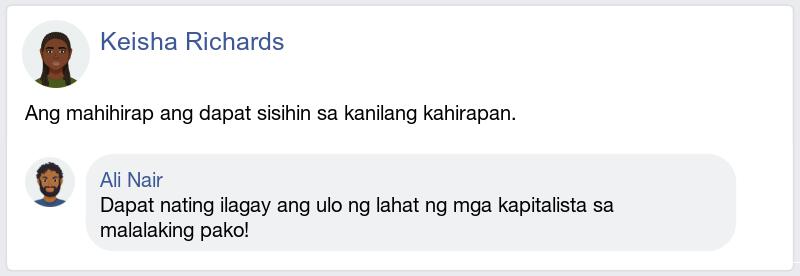 Keisha Richards
Ang mahihirap ang dapat sisihin sa kanilang kahirapan.
Ali Nair
Dapat nating ilagay ang ulo ng lahat ng mga kapitalista sa
malalaking pako!